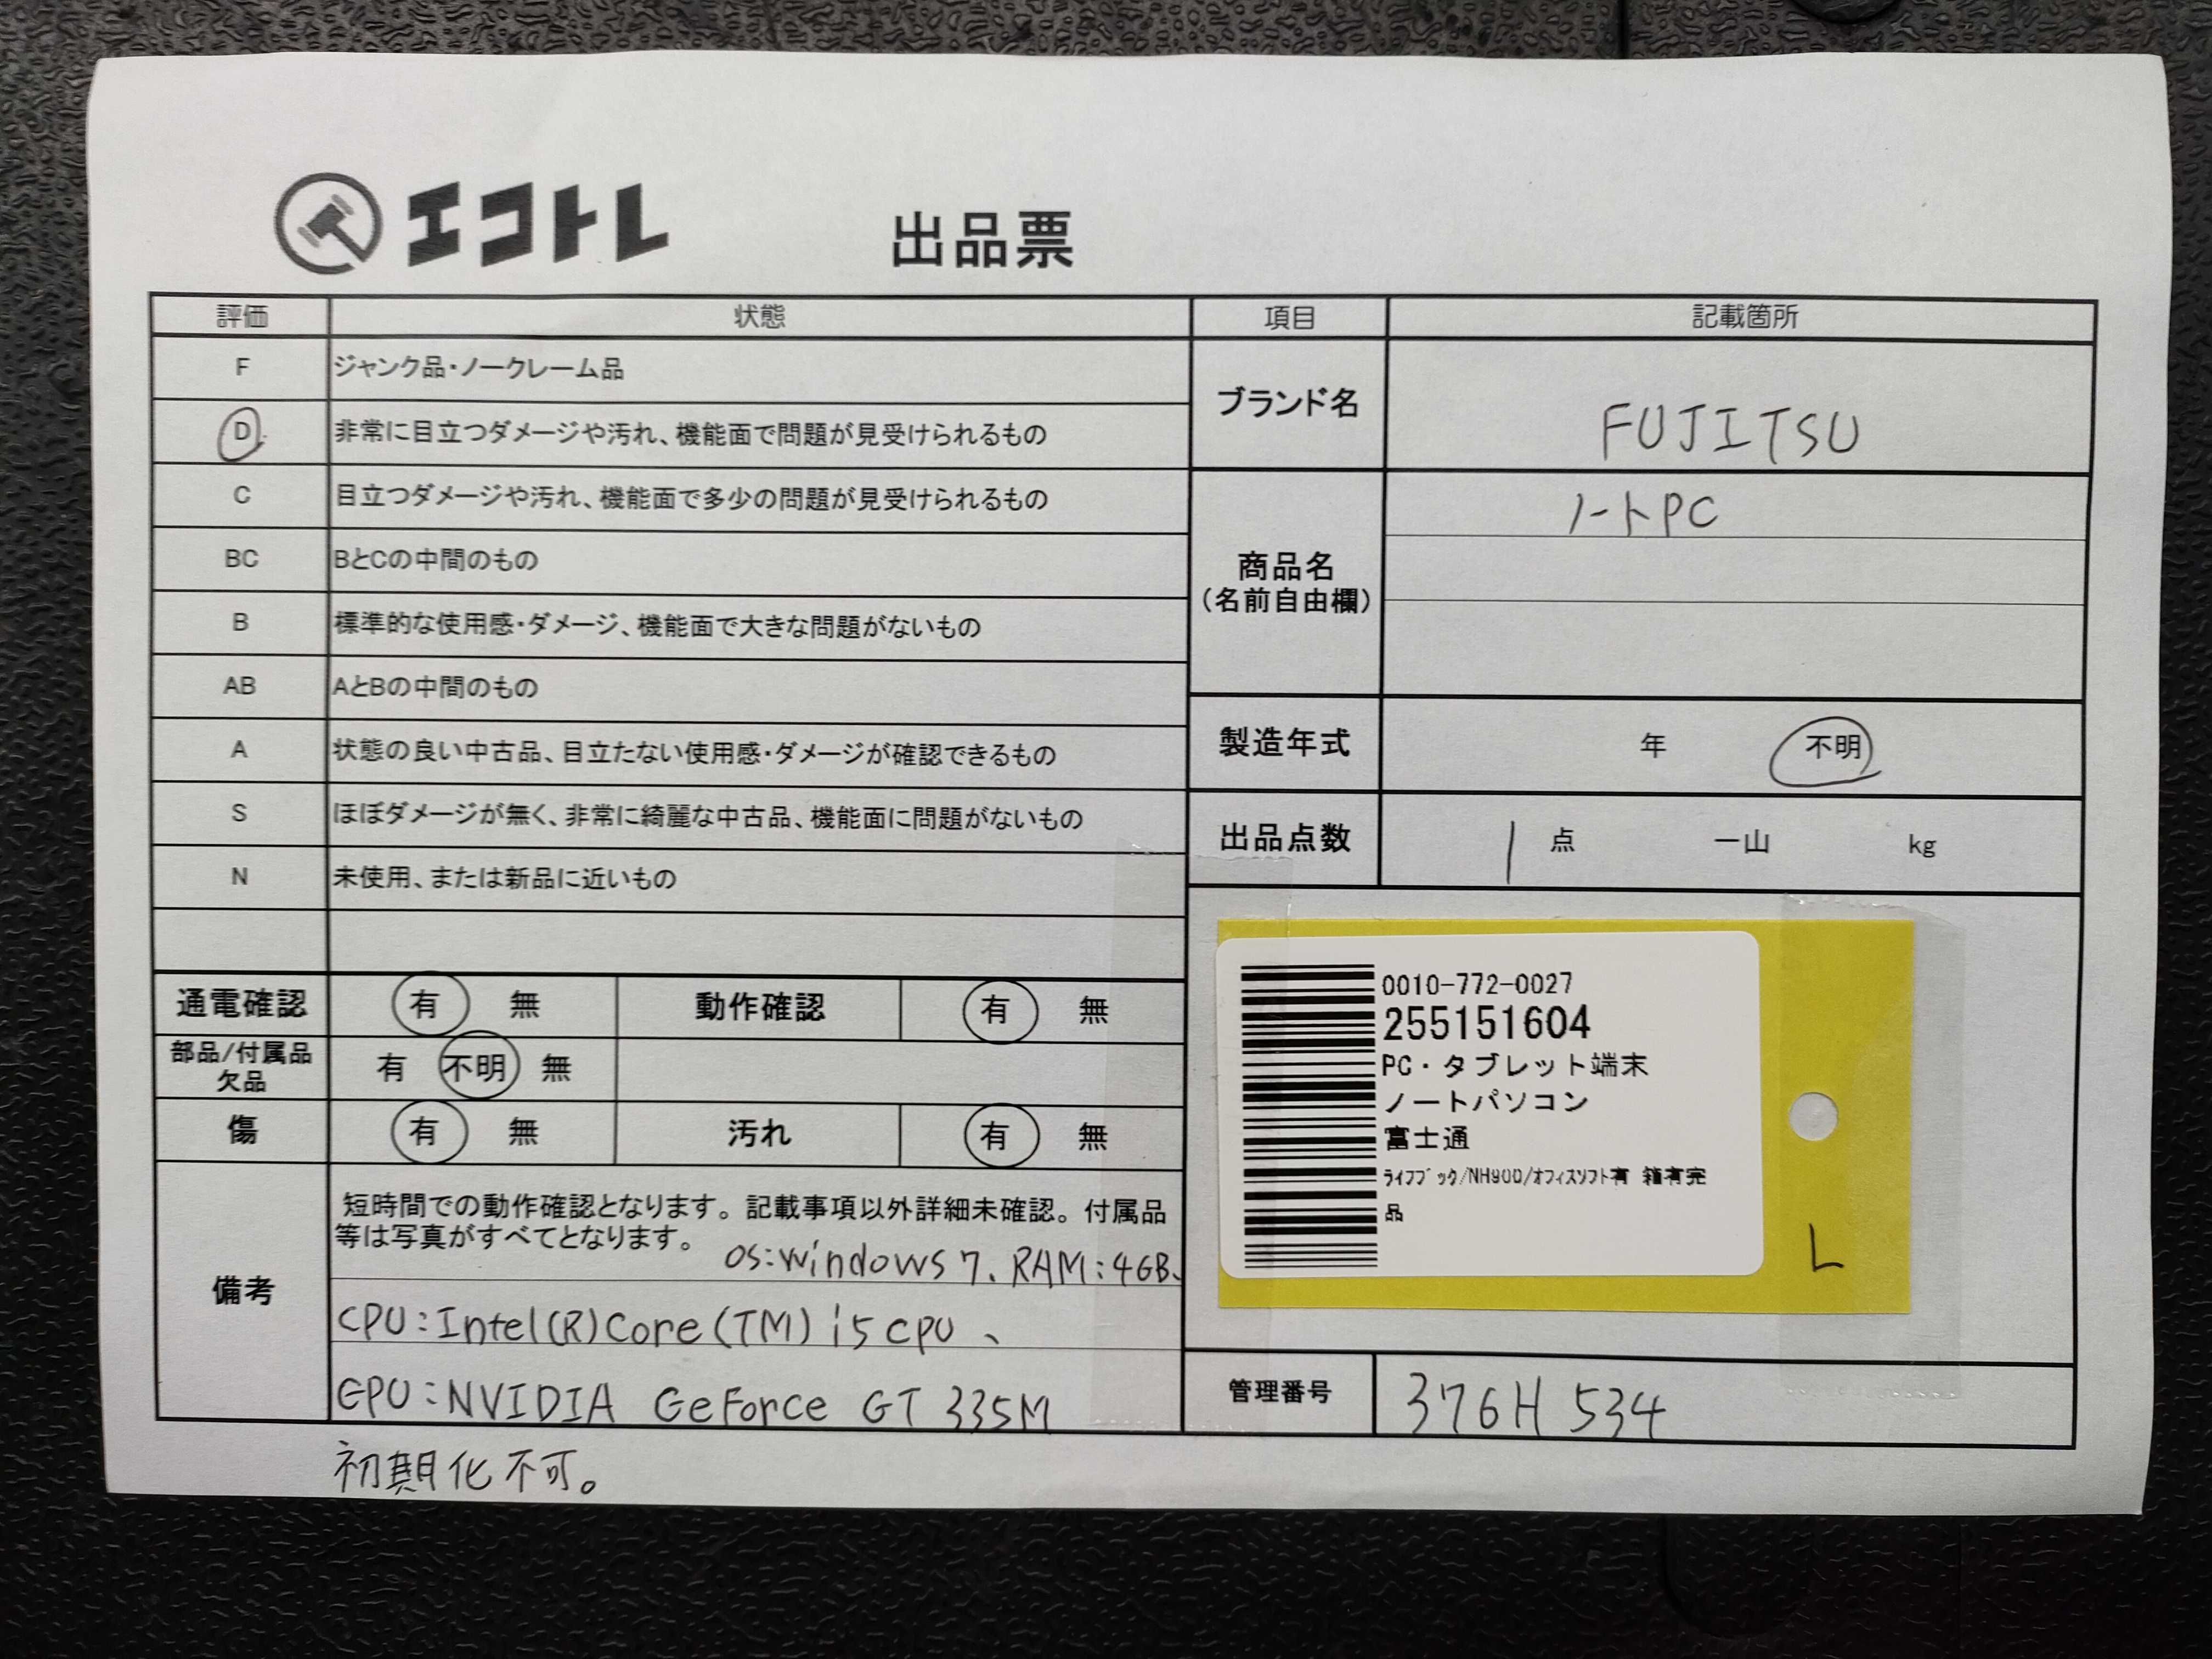 エコトレ 出品票
評価 状態
F ジャンク品・ノークレーム品
D 非常に目立つダメージや汚れ、機能面で問題が見受けられるもの
C 目立つダメージや汚れ、機能面で多少の問題が見受けられるもの
BC BとCの中間のもの
B 標準的な使用感・ダメージ、機能面で大きな問題がないもの
AB AとBの中間のもの
A 状態の良い中古品、目立たない使用感・ダメージが確認できるもの
S ほぼダメージが無く、非常に綺麗な中古品、機能面に問題がないもの
N 未使用、または新品に近いもの
通電確認 有 無 動作確認 有 無
部品/付属品
欠品 有 不明 無
傷 有 無 汚れ 有 無
備考
短時間での動作確認となります。記載事項以外詳細未確認。付属品
等は写真がすべてとなります。 OS:Windows 7、RAM:4GB、
CPU:Intel(R)Core(TM) i5 CPU 、
GPU:NVIDIA GeForce GT 335M
初期化不可。
項目 記載箇所
ブランド名 FUJITSU
商品名
(名前自由欄)
ノートPC
製造年式 年 不明
出品点数 1 点 一山 kg
0010-772-0027
255151604
PC・タブレット端末
ノートパソコン
富士通
ﾗｲﾌﾌﾞｯｸ/NH900/ｵﾌｨｽｿﾌﾄ有 箱有完
品
L
管理番号 376H 534